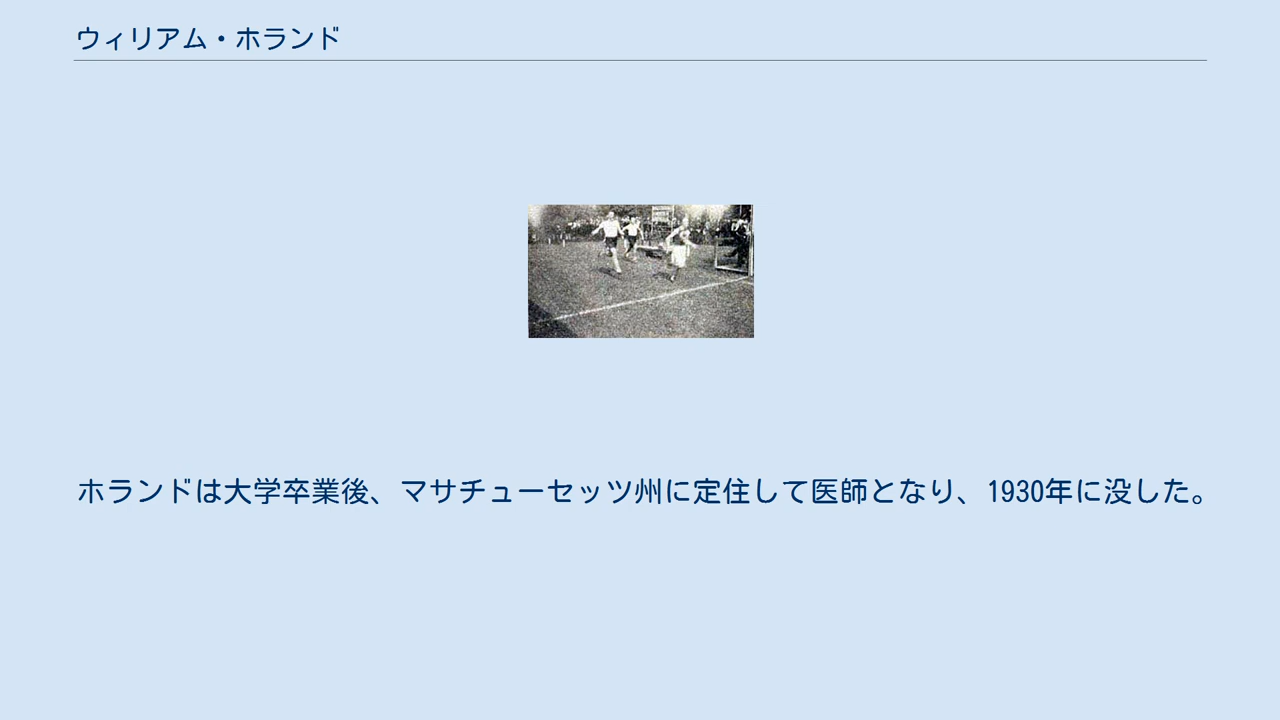 ウィリアム・ホランド
ホランドは大学卒業後、マサチューセッツ州に定住して医師となり、1930年に没した。